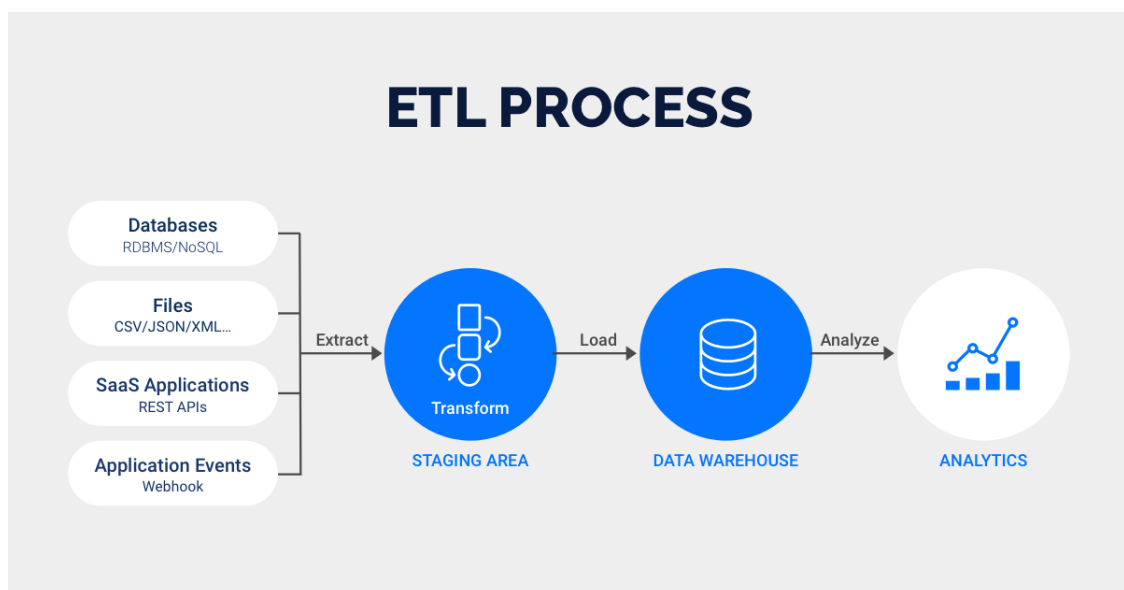 ETL PROCESS
Databases
RDBMS/NoSQL
Files
CSV/JSON/XML...
SaaS Applications
REST APIs
Application Events
Webhook
Extract
Transform
STAGING AREA
Load
DATA WAREHOUSE
Analyze
ANALYTICS